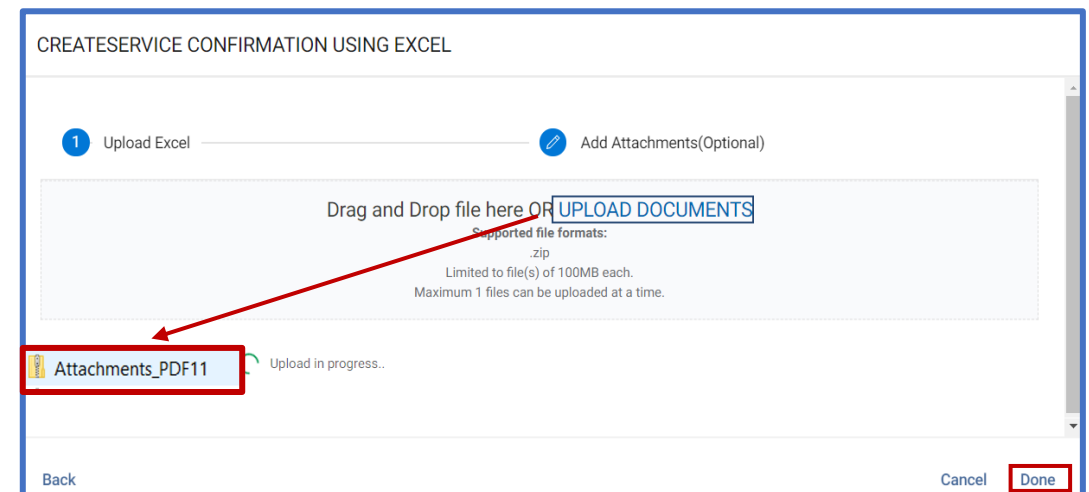 CREATESERVICE CONFIRMATION USING EXCEL
1 Upload Excel Add Attachments(Optional)
Drag and Drop file here OR UPLOAD DOCUMENTS
Supported file formats:
.zip
Limited to file(s) of 100MB each.
Maximum 1 files can be uploaded at a time.
Attachments_PDF11 Upload in progress..
Back Cancel Done